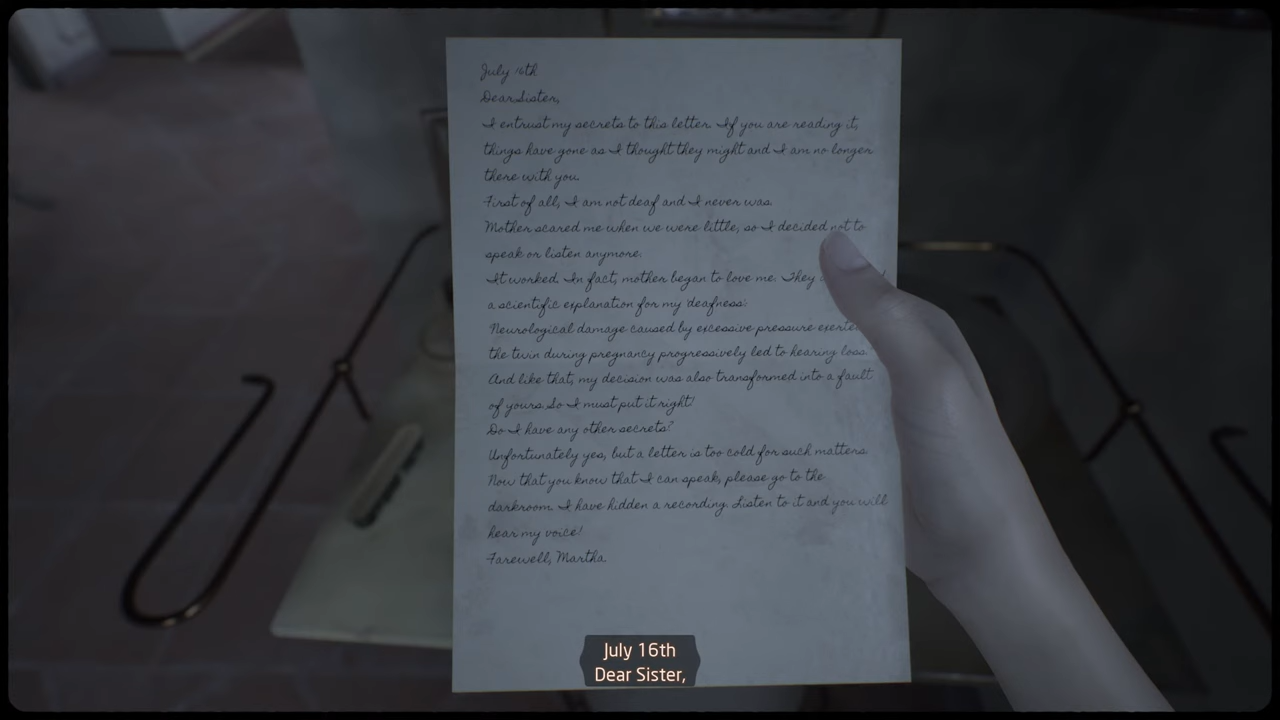 July 16th
Dear Sister,
I entrust my secrets to this letter. If you are reading it,
things have gone as I thought they might and I am no longer
there with you.
First of all, I am not deaf and I never was.
Mother scared me when we were little, so I decided not to
speak or listen anymore.
It worked. In fact, mother began to love me. They
a scientific explanation for my 'deafness':
Neurological damage caused by excessive pressure
the twin during pregnancy progressively led to hearing loss.
And like that, my decision was also transformed into a fault
of yours. So I must put it right!
Do I have any other secrets?
Unfortunately yes, but a letter is too cold for such matters.
Now that you know that I can speak, please go to the
darkroom. I have hidden a recording. Listen to it and you will
hear my voice!
Farewell, Martha.
July 16th
Dear Sister,